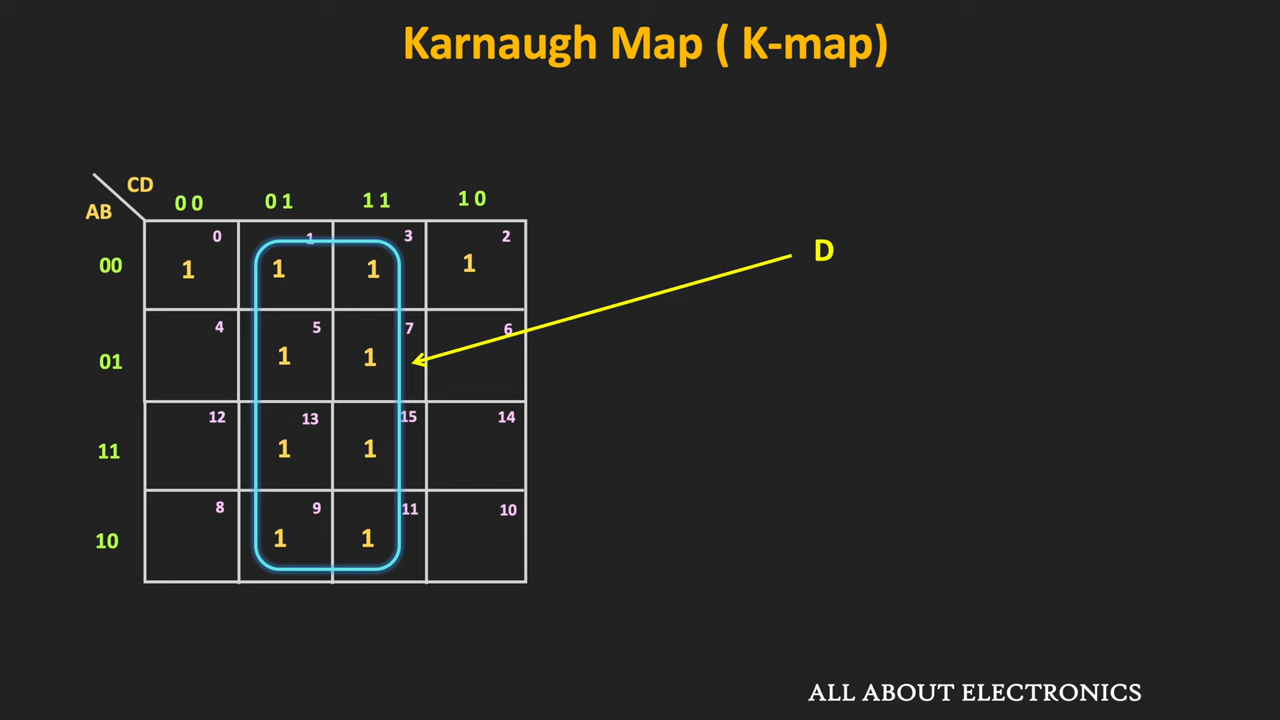 Karnaugh Map ( K-map)
CD
AB
0 0 0 1 1 1 1 0
00 1 0 1 1 1 3 1 2
D
01 4 1 5 1 7 6
11 12 1 13 1 15 14
10 8 1 9 1 11 10
ALL ABOUT ELECTRONICS